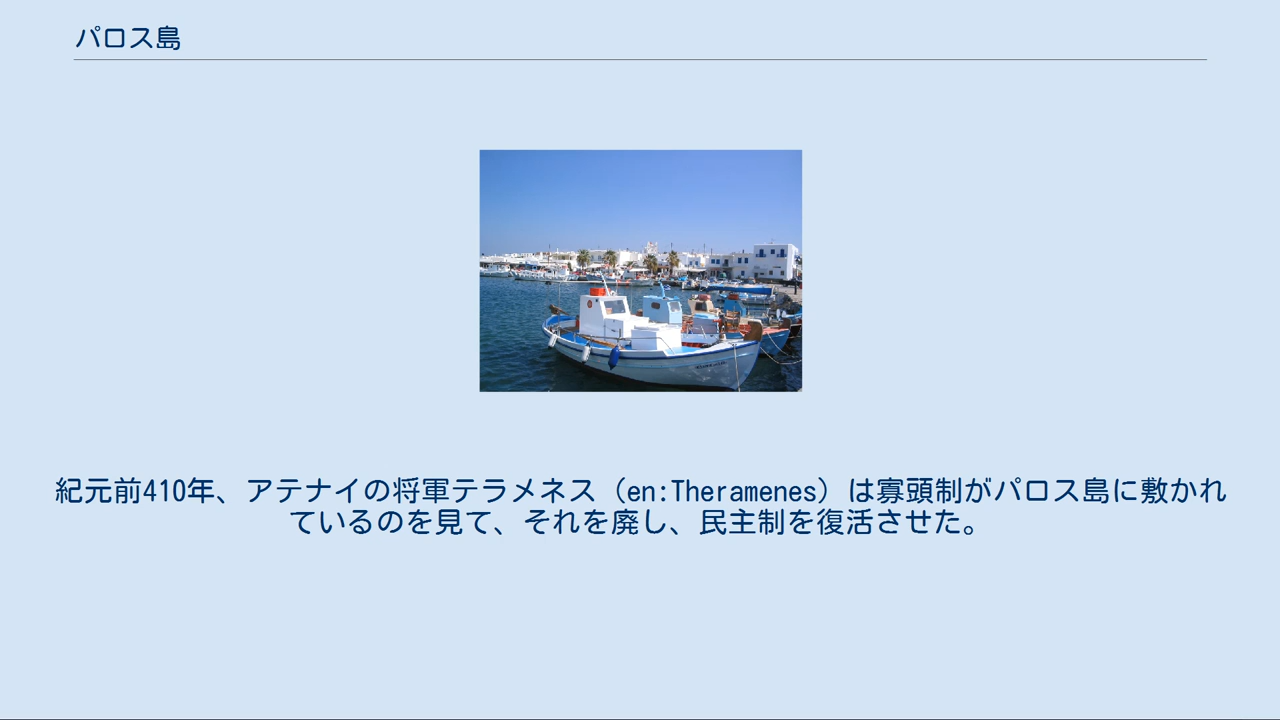 パロス島
紀元前410年、アテナイの将軍テラメネス（en:Theramenes）は寡頭制がパロス島に敷かれ
ているのを見て、それを廃し、民主制を復活させた。